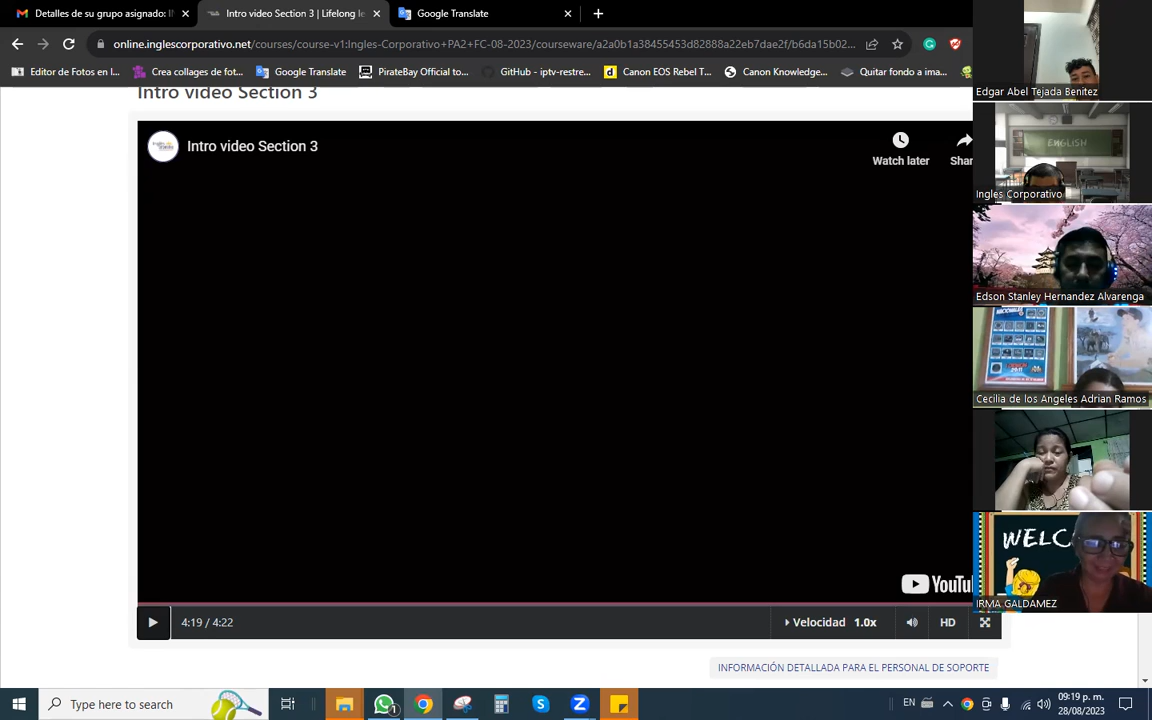 Detalles de su grupo asignado: I
Intro video Section 3 | Lifelong le
Google Translate
online.inglescorporativo.net/courses/course-v1:Ingles-Corporativo+PA2+FC-08-2023/courseware/a2a0b1a38455453d82888a22eb7dae2f/b6da15b02...
Editor de Fotos en l...
Crea collages de fot...
Google Translate
PirateBay Official to...
GitHub - iptv-restre...
Canon EOS Rebel T...
Canon Knowledge...
Quitar fondo a ima...
Intro video Section 3
Intro video Section 3
Watch later
Shar
YouTu
4:19 / 4:22
Velocidad 1.0x
HD
INFORMACIÓN DETALLADA PARA EL PERSONAL DE SOPORTE
Edgar Abel Tejada Benitez
ENGLISH
Ingles Corporativo
Edson Stanley Hernandez Alvarenga
Cecilia de los Angeles Adrian Ramos
WELC
IRMA GALDAMEZ
Type here to search
1
EN
09:19 p. m.
28/08/2023